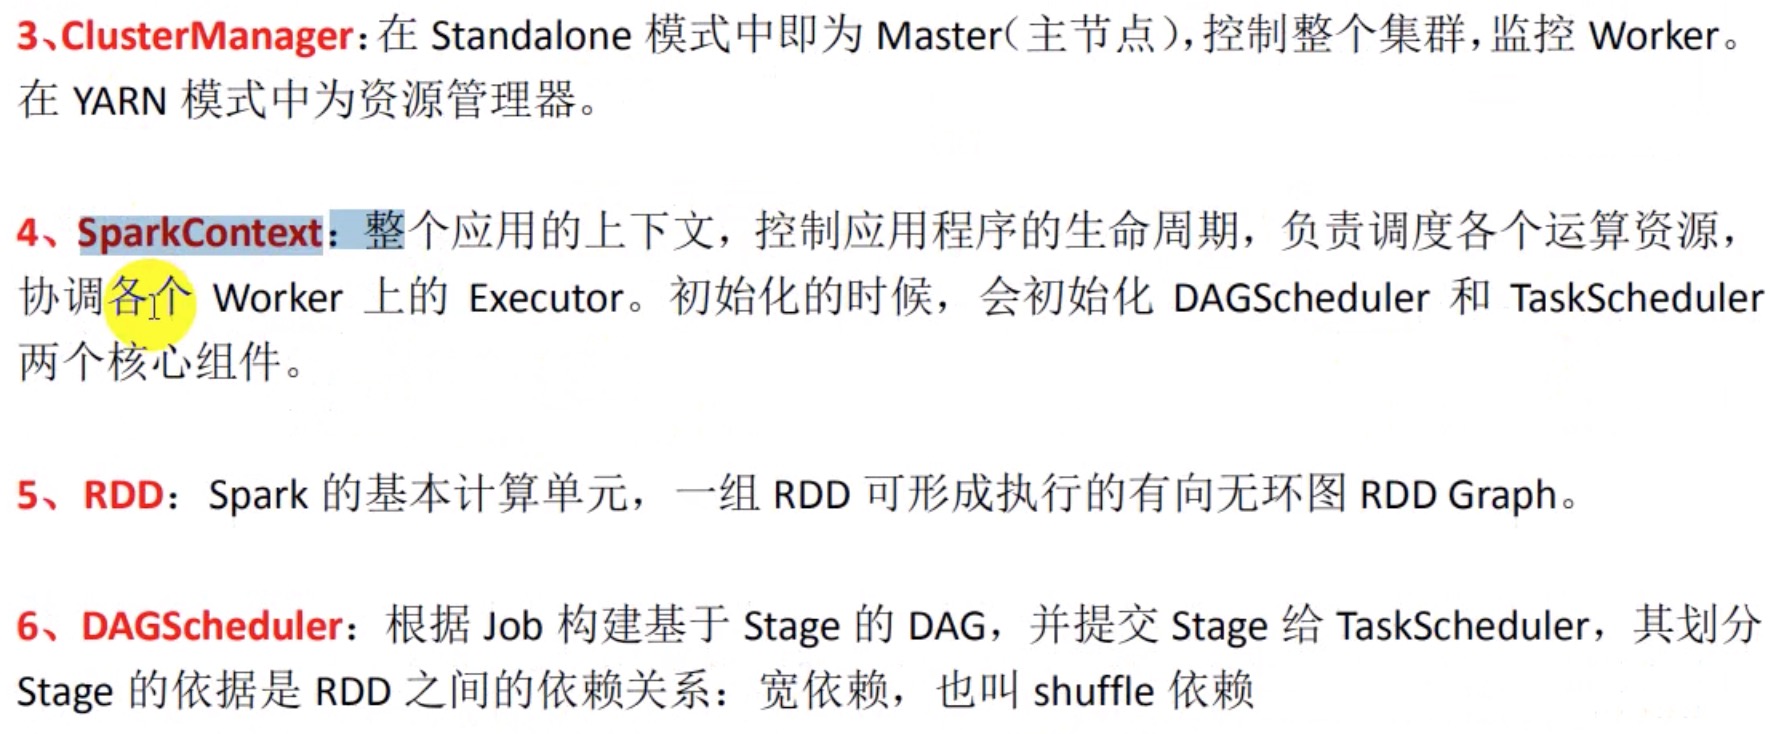 3、ClusterManager：在 Standalone 模式中即为 Master（主节点），控制整个集群，监控 Worker。
在 YARN 模式中为资源管理器。
4、SparkContext：整个应用的上下文，控制应用程序的生命周期，负责调度各个运算资源，
协调各个 Worker 上的 Executor。初始化的时候，会初始化 DAGScheduler 和 TaskScheduler
两个核心组件。
5、RDD：Spark 的基本计算单元，一组 RDD 可形成执行的有向无环图 RDD Graph。
6、DAGScheduler：根据 Job 构建基于 Stage 的 DAG，并提交 Stage 给 TaskScheduler，其划分
Stage 的依据是 RDD 之间的依赖关系：宽依赖，也叫 shuffle 依赖